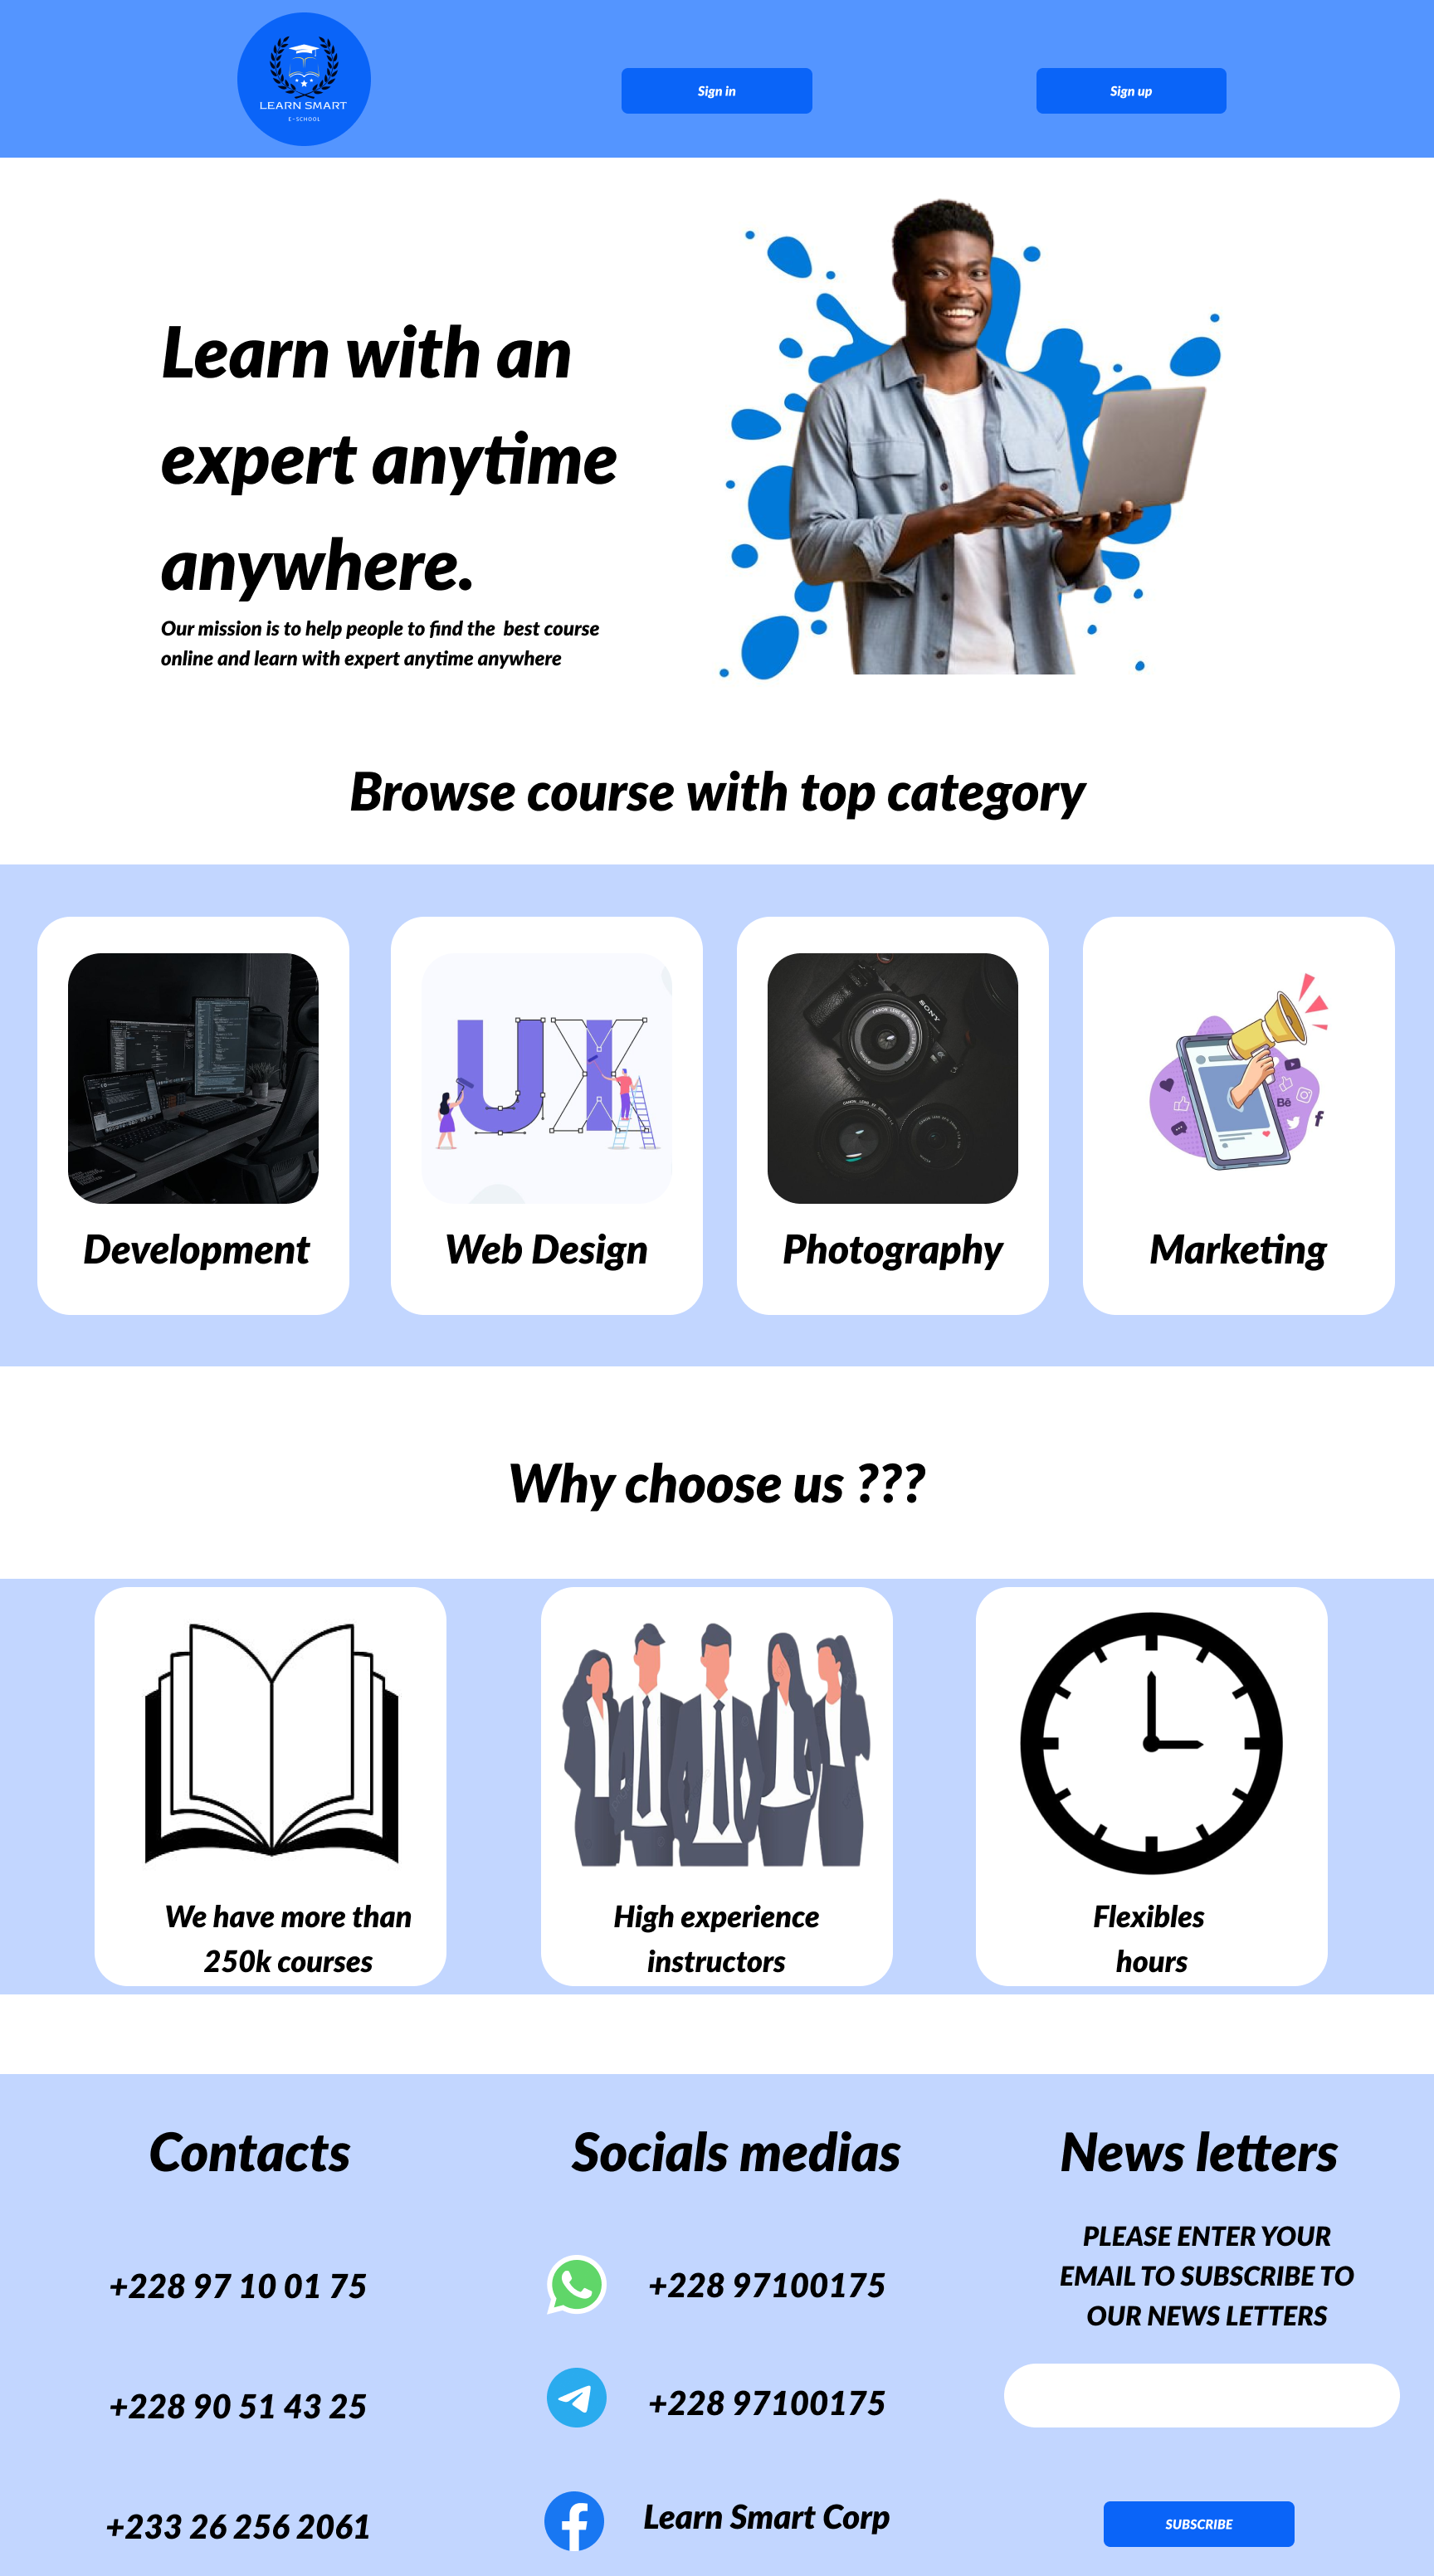 LEARN SMART
E-SCHOOL
Sign in
Sign up
Learn with an
expert anytime
anywhere.
Our mission is to help people to find the  best course
online and learn with expert anytime anywhere
Browse course with top category
UX
SONY
Bē
Development
Web Design
Photography
Marketing
Why choose us ???
We have more than
250k courses
High experience
instructors
Flexibles
hours
Contacts
+228 97 10 01 75
+228 90 51 43 25
+233 26 256 2061
Socials medias
+228 97100175
+228 97100175
Learn Smart Corp
News letters
PLEASE ENTER YOUR
EMAIL TO SUBSCRIBE TO
OUR NEWS LETTERS
SUBSCRIBE